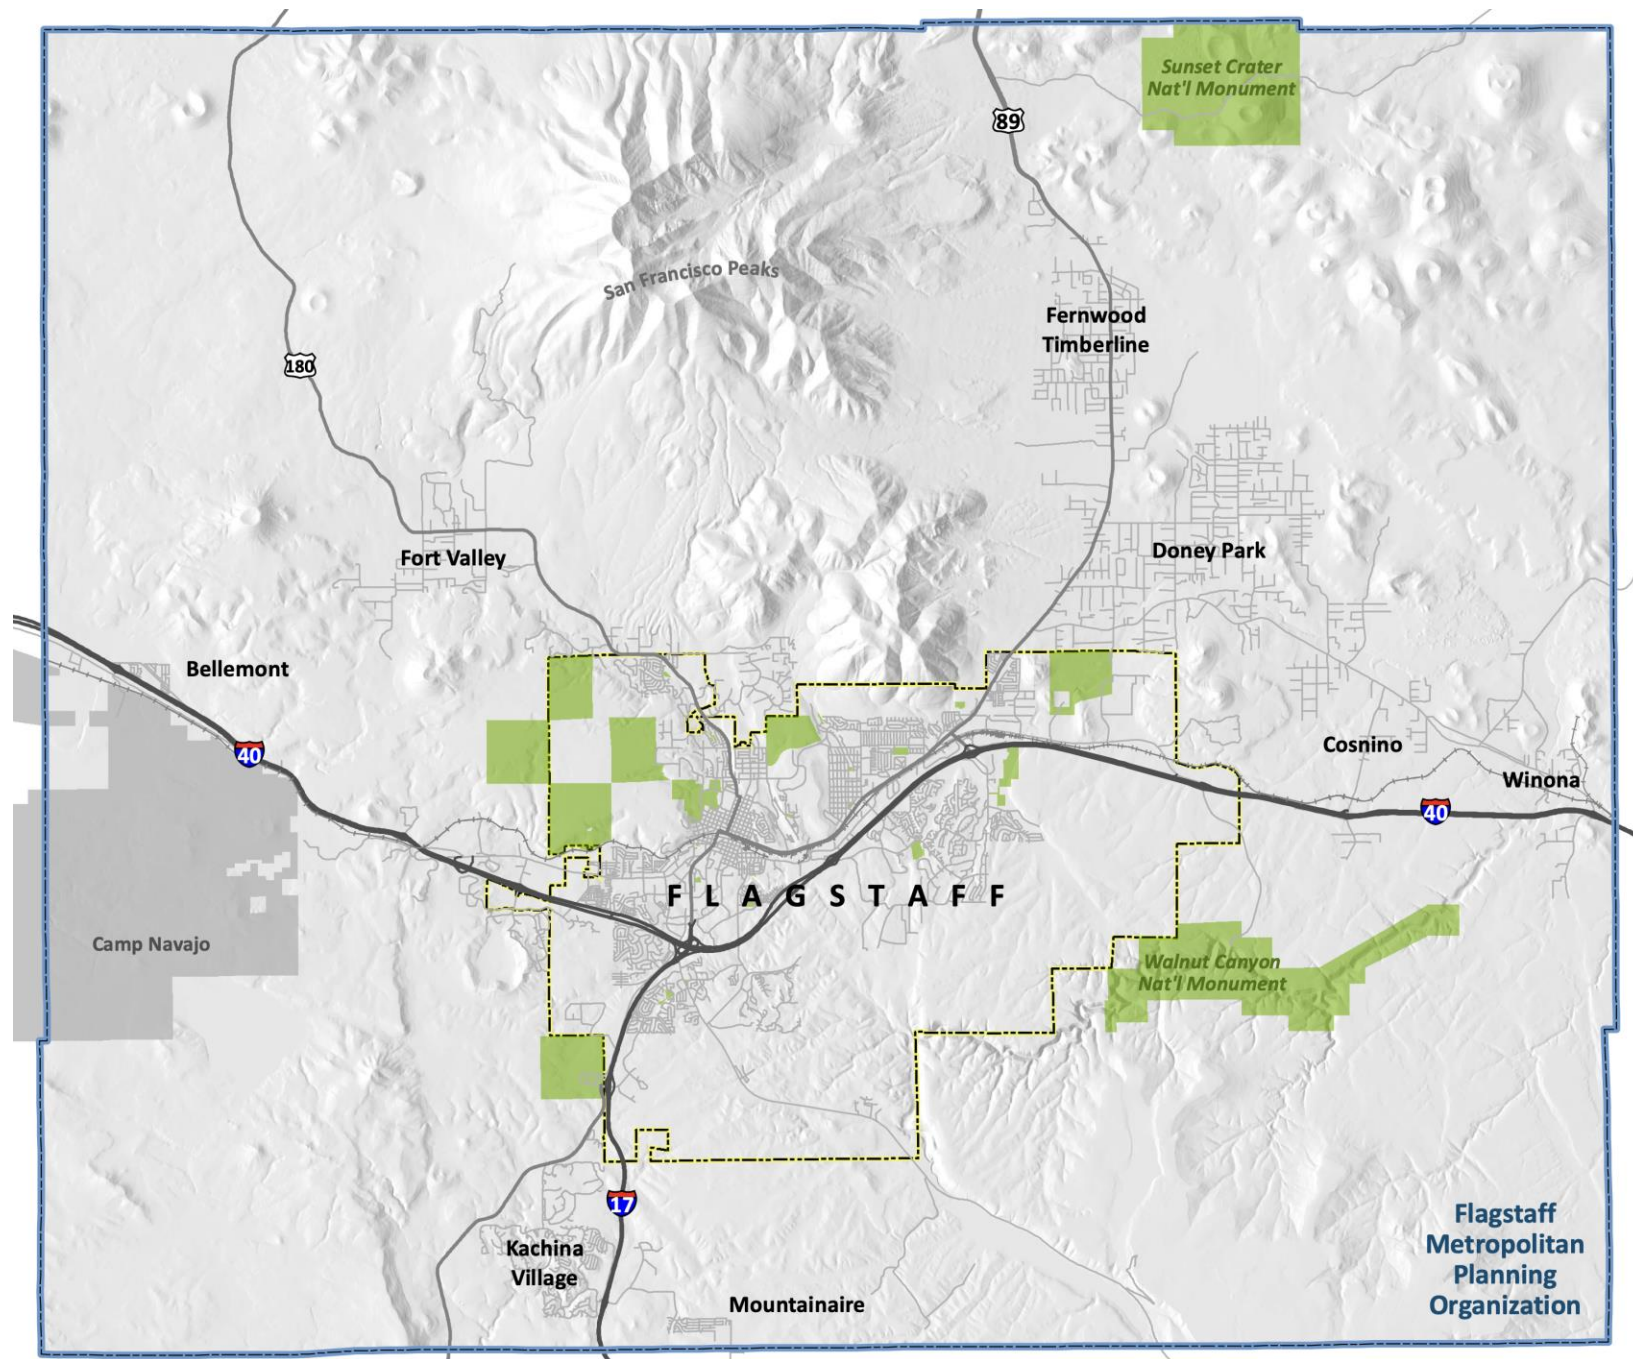 Sunset Crater
Nat'l Monument
89
San Francisco Peaks
Fernwood
Timberline
180
Doney Park
Fort Valley
Bellemont
40
Cosnino
Winona
40
F L A G S T A F F
Camp Navajo
Walnut Canyon
Nat'l Monument
17
Kachina
Village
Mountainaire
Flagstaff
Metropolitan
Planning
Organization